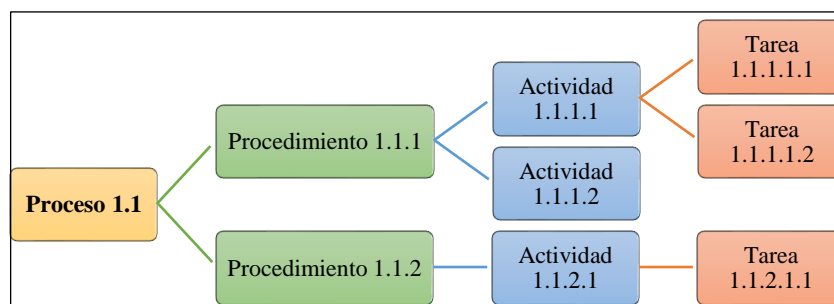 Proceso 1.1
Procedimiento 1.1.1
Actividad
1.1.1.1
Tarea
1.1.1.1.1
Tarea
1.1.1.1.2
Actividad
1.1.1.2
Procedimiento 1.1.2
Actividad
1.1.2.1
Tarea
1.1.2.1.1